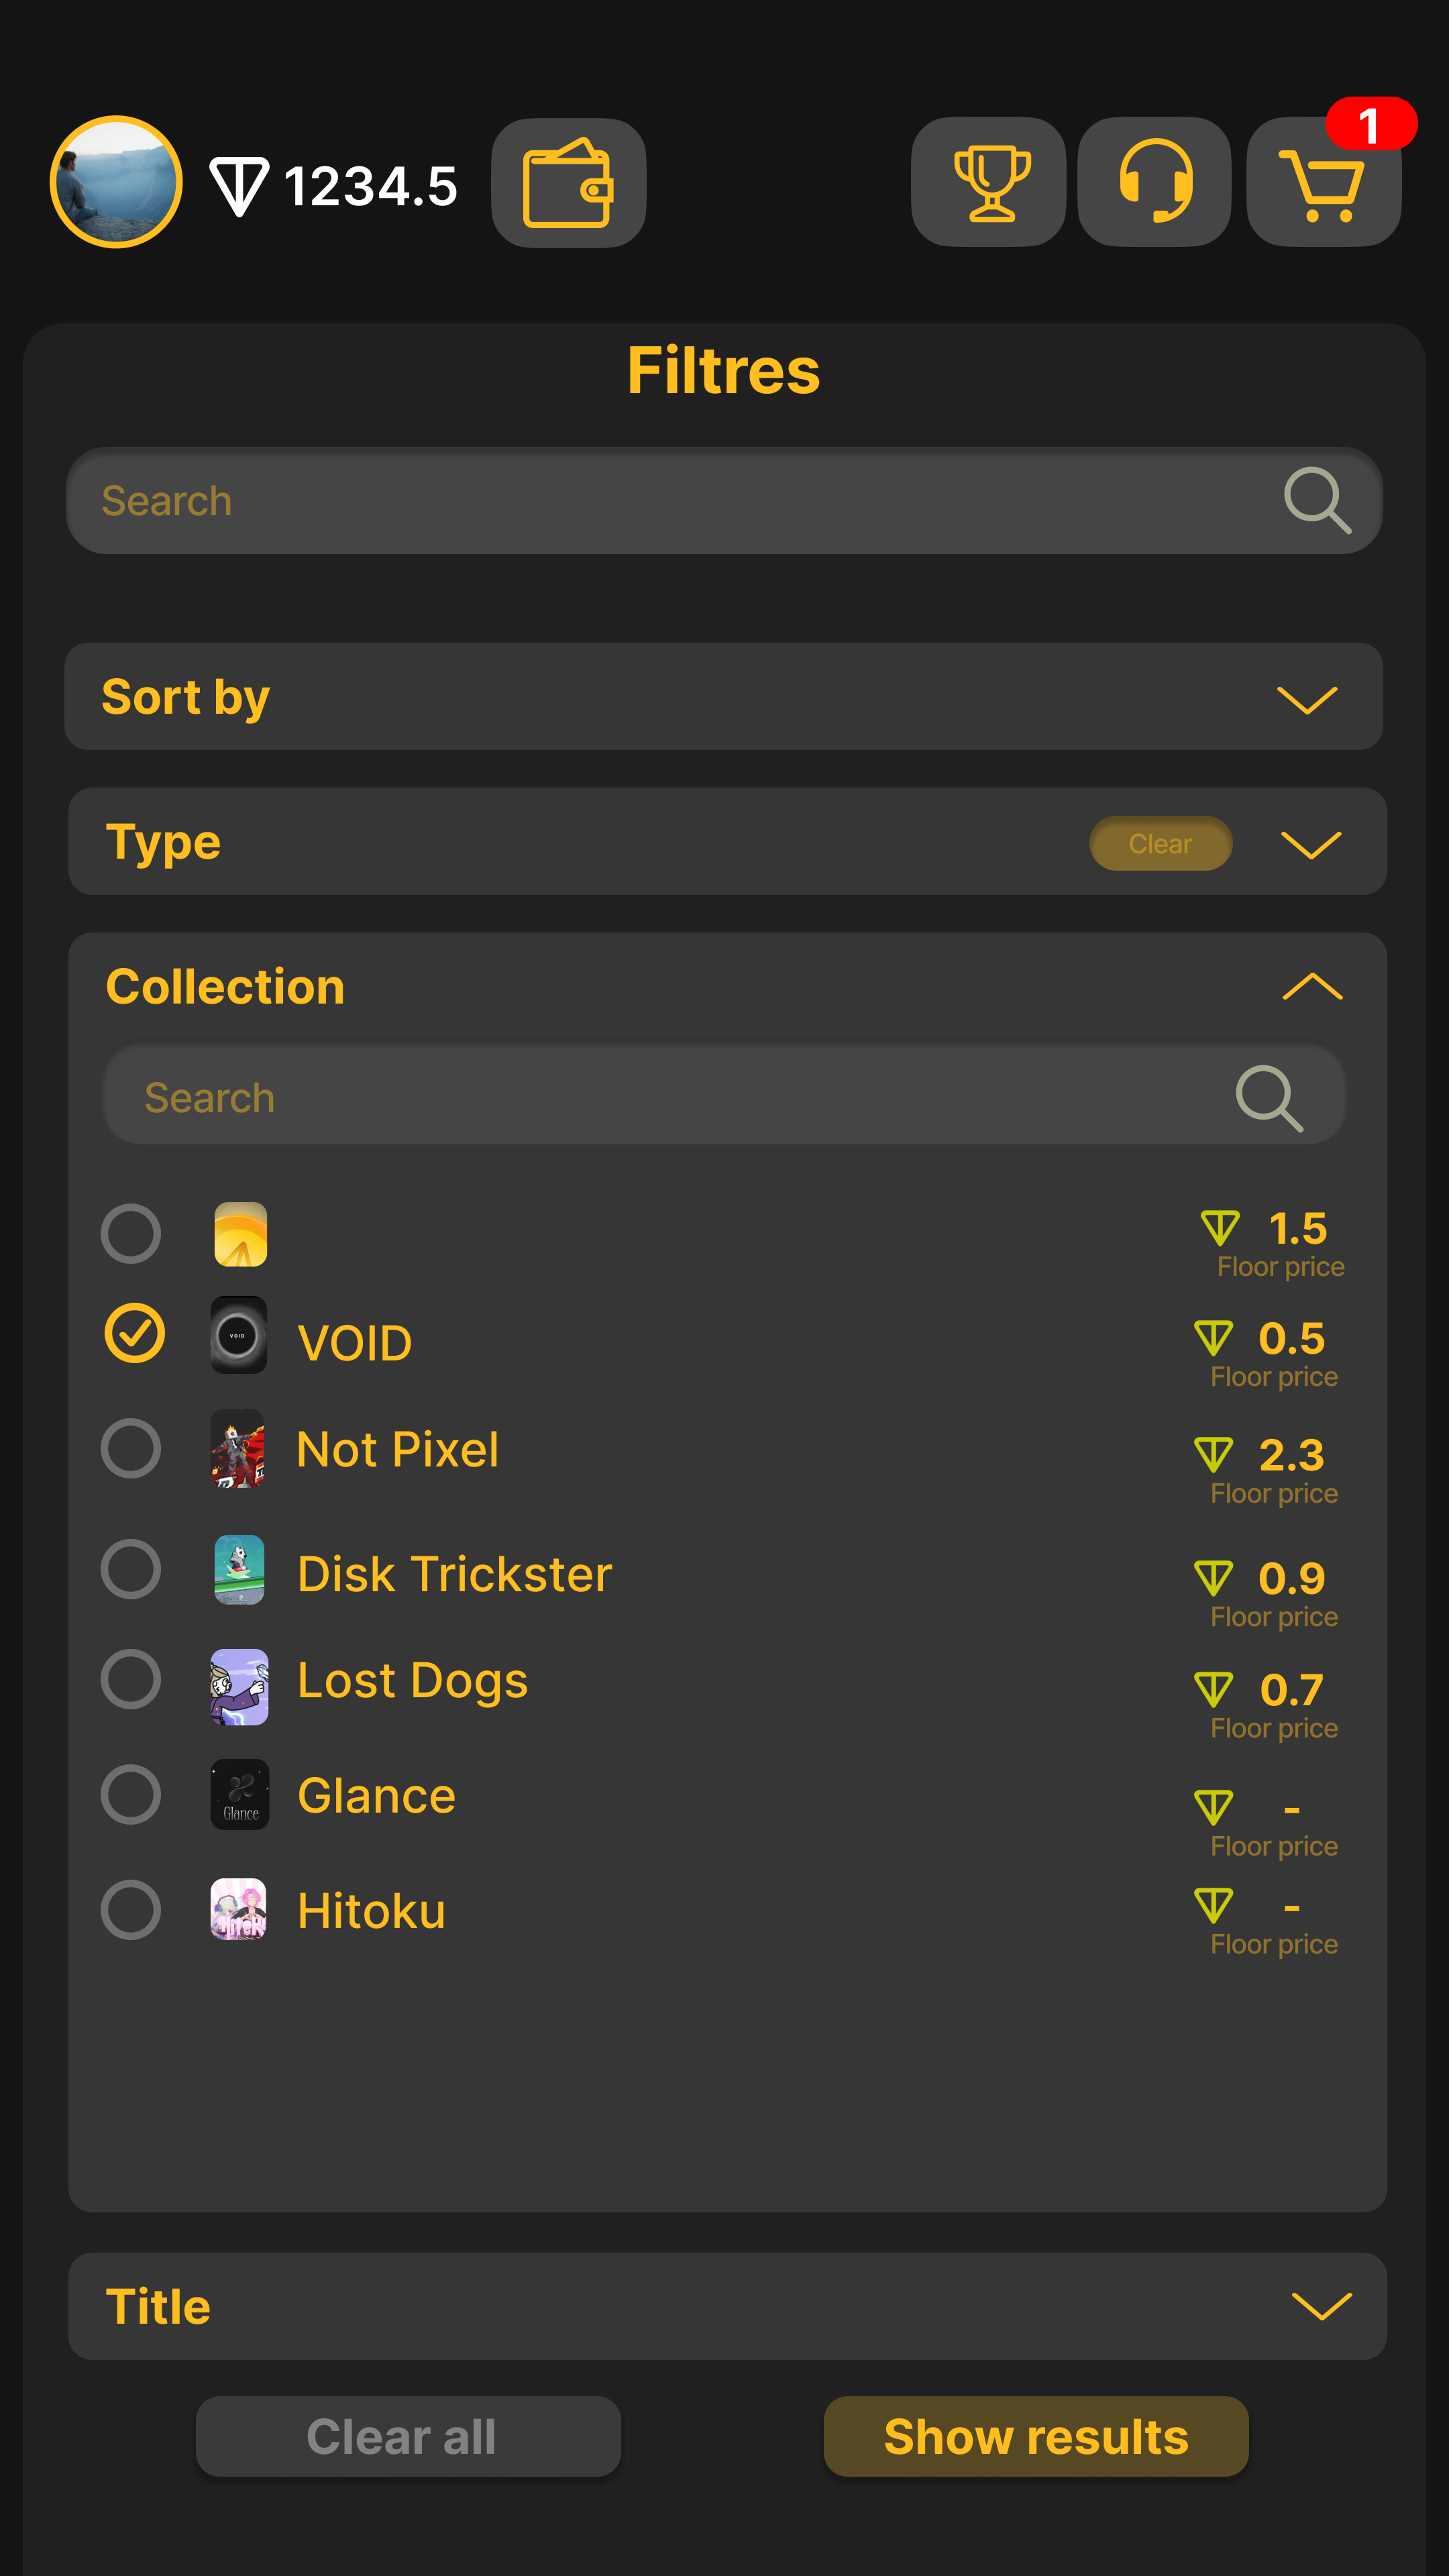 1234.5
1
Filtres
Search
Sort by
Type Clear
Collection
Search
1.5
Floor price
VOID
VOID 0.5
Floor price
Not Pixel 2.3
Floor price
Disk Trickster 0.9
Floor price
Lost Dogs 0.7
Floor price
Glance
Glance -
Floor price
Hitoku -
Floor price
Title
Clear all Show results